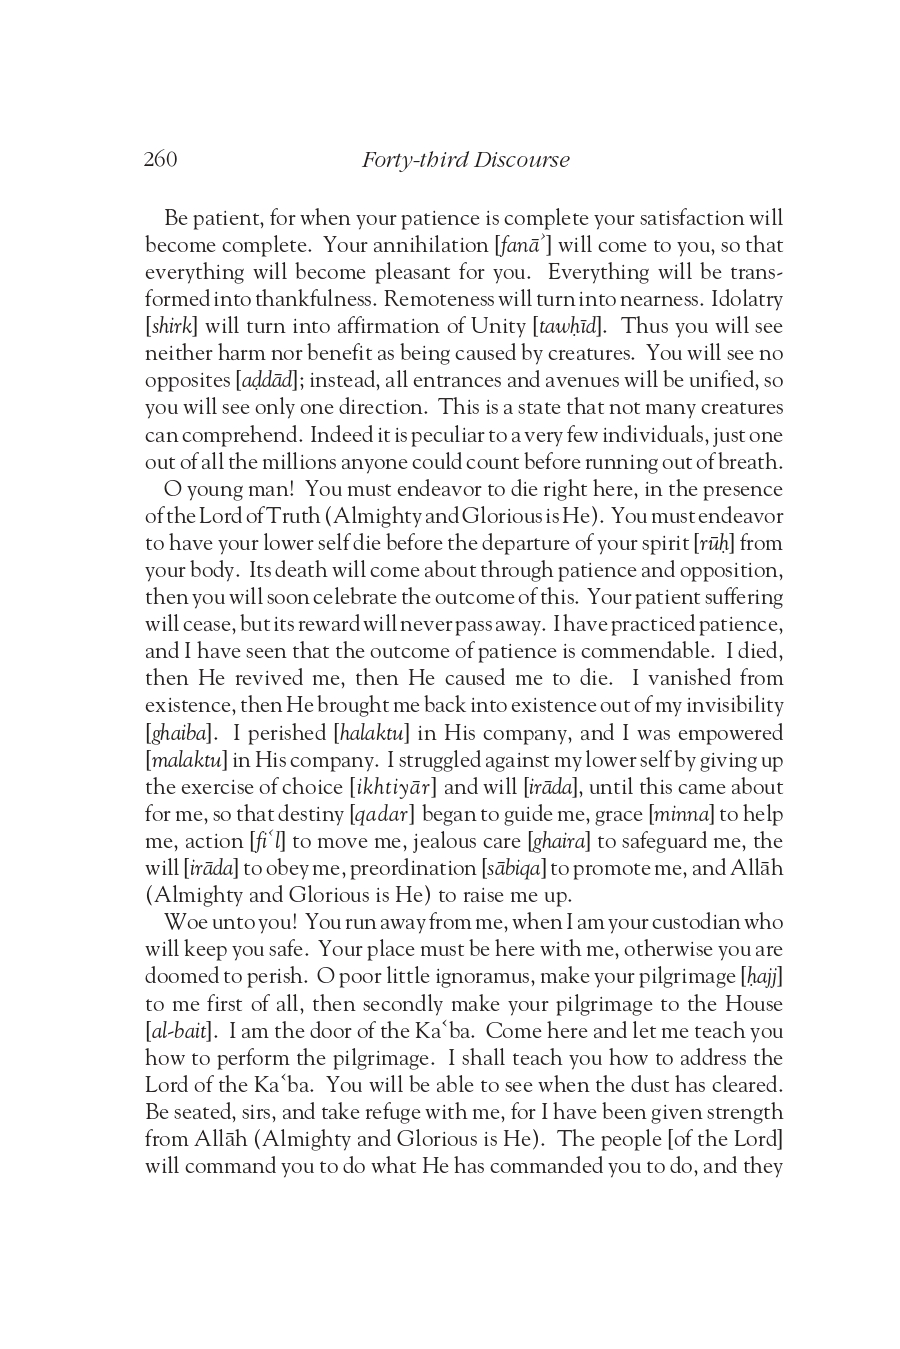 260 Forty-third Discourse
Be patient, for when your patience is complete your satisfaction will
become complete. Your annihilation [fanāʾ] will come to you, so that
everything will become pleasant for you. Everything will be trans-
formed into thankfulness. Remoteness will turn into nearness. Idolatry
[shirk] will turn into affirmation of Unity [tawḥīd]. Thus you will see
neither harm nor benefit as being caused by creatures. You will see no
opposites [aḍdād]; instead, all entrances and avenues will be unified, so
you will see only one direction. This is a state that not many creatures
can comprehend. Indeed it is peculiar to a very few individuals, just one
out of all the millions anyone could count before running out of breath.
O young man! You must endeavor to die right here, in the presence
of the Lord of Truth (Almighty and Glorious is He). You must endeavor
to have your lower self die before the departure of your spirit [rūḥ] from
your body. Its death will come about through patience and opposition,
then you will soon celebrate the outcome of this. Your patient suffering
will cease, but its reward will never pass away. I have practiced patience,
and I have seen that the outcome of patience is commendable. I died,
then He revived me, then He caused me to die. I vanished from
existence, then He brought me back into existence out of my invisibility
[ghaiba]. I perished [halaktu] in His company, and I was empowered
[malaktu] in His company. I struggled against my lower self by giving up
the exercise of choice [ikhtiyār] and will [irāda], until this came about
for me, so that destiny [qadar] began to guide me, grace [minna] to help
me, action [fiʿl] to move me, jealous care [ghaira] to safeguard me, the
will [irāda] to obey me, preordination [sābiqa] to promote me, and Allāh
(Almighty and Glorious is He) to raise me up.
Woe unto you! You run away from me, when I am your custodian who
will keep you safe. Your place must be here with me, otherwise you are
doomed to perish. O poor little ignoramus, make your pilgrimage [ḥajj]
to me first of all, then secondly make your pilgrimage to the House
[al-bait]. I am the door of the Kaʿba. Come here and let me teach you
how to perform the pilgrimage. I shall teach you how to address the
Lord of the Kaʿba. You will be able to see when the dust has cleared.
Be seated, sirs, and take refuge with me, for I have been given strength
from Allāh (Almighty and Glorious is He). The people [of the Lord]
will command you to do what He has commanded you to do, and they